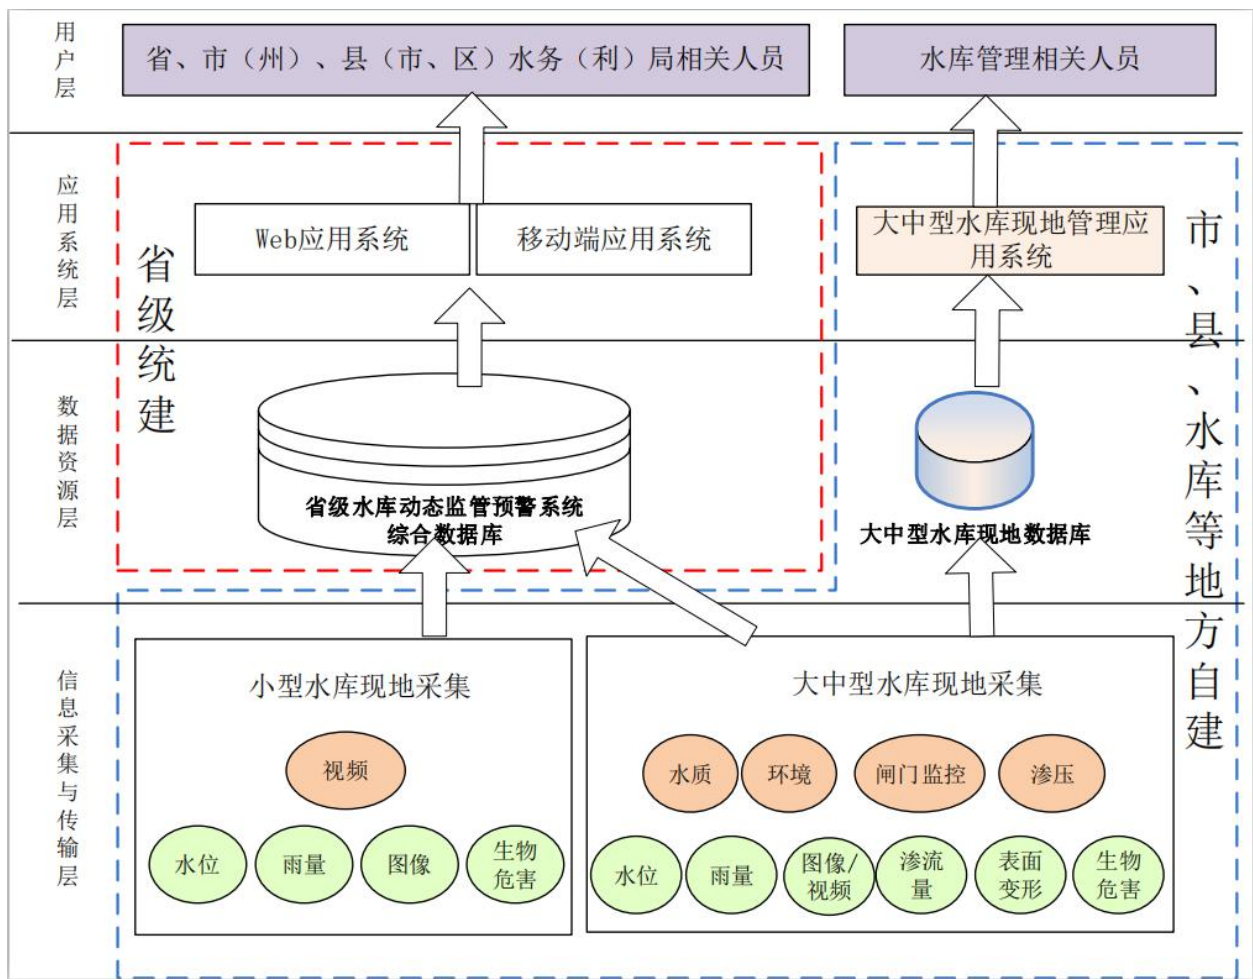 用户层
省、市（州）、县（市、区）水务（利）局相关人员
水库管理相关人员
应用系统层
省级统建
Web应用系统
移动端应用系统
大中型水库现地管理应
用系统
市、县、水库等地方自建
数据资源层
省级水库动态监管预警系统
综合数据库
大中型水库现地数据库
信息采集与传输层
小型水库现地采集
视频
水位
雨量
图像
生物
危害
大中型水库现地采集
水质
环境
闸门监控
渗压
水位
雨量
图像/
视频
渗流
量
表面
变形
生物
危害